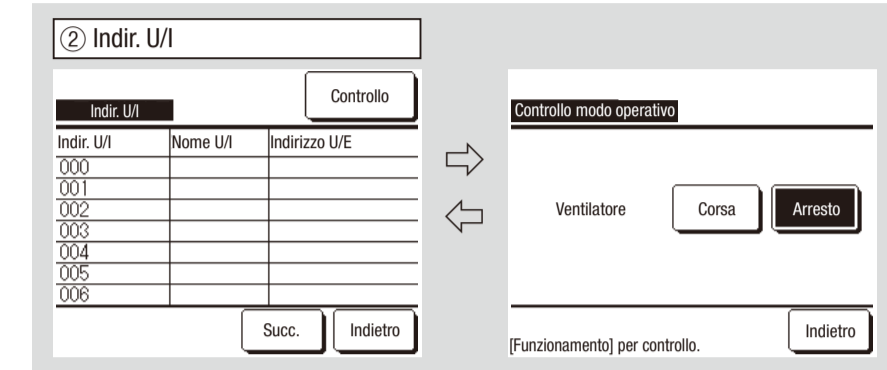 ② Indir. U/I
Controllo
Indir. U/I
Indir. U/I Nome U/I Indirizzo U/E
000
001
002
003
004
005
006
Succ. Indietro
Controllo modo operativo
Ventilatore Corsa Arresto
Indietro
[Funzionamento] per controllo.